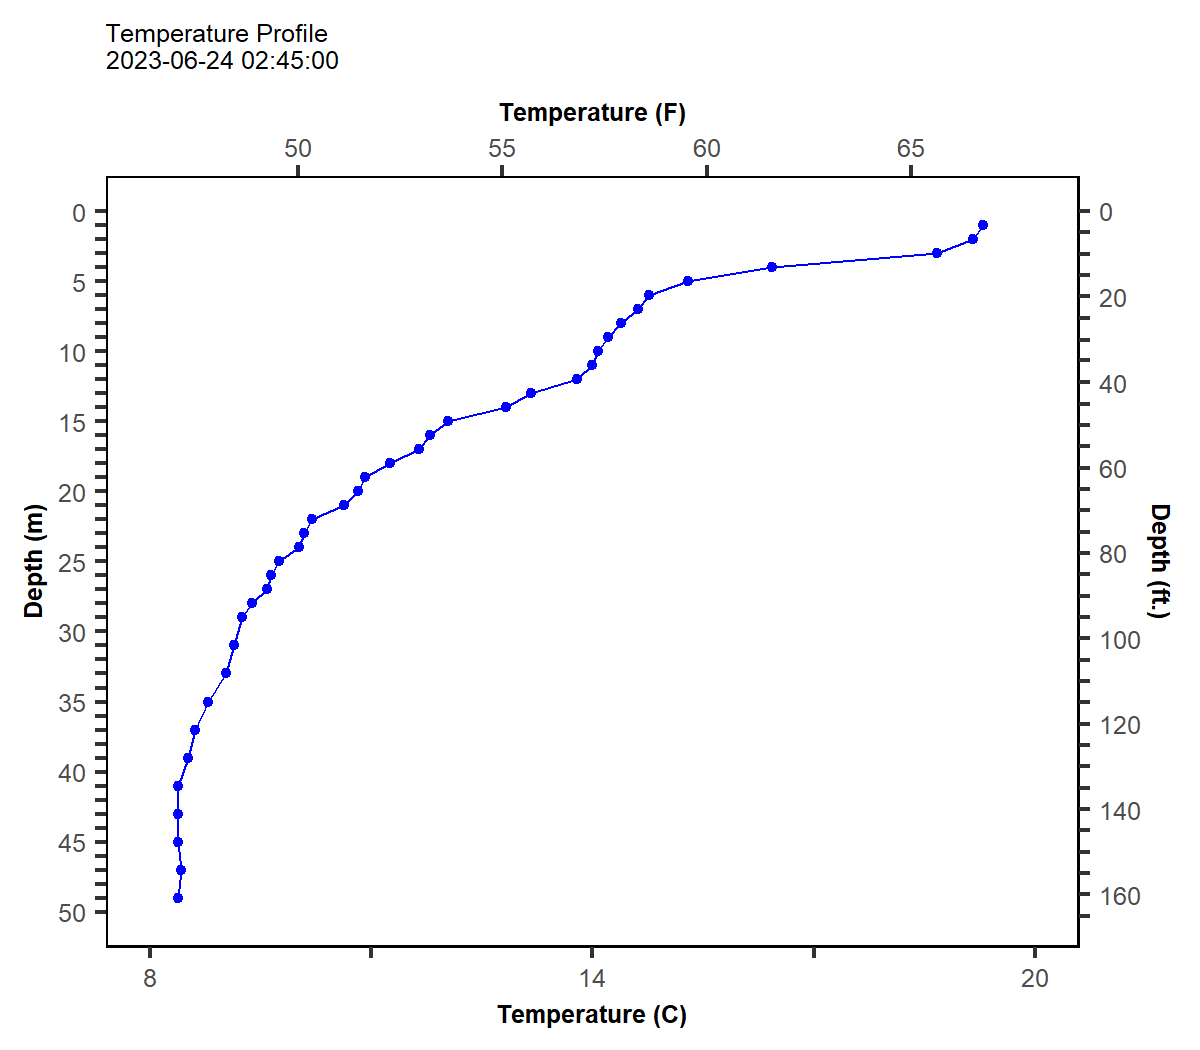 Temperature Profile
2023-06-24 02:45:00
Temperature (F)
50 55 60 65
0 0
5 20
10 40
15 60
20 80
25 100
30 120
35 140
40 160
45
50
Depth (m)
Depth (ft.)
8 14 20
Temperature (C)